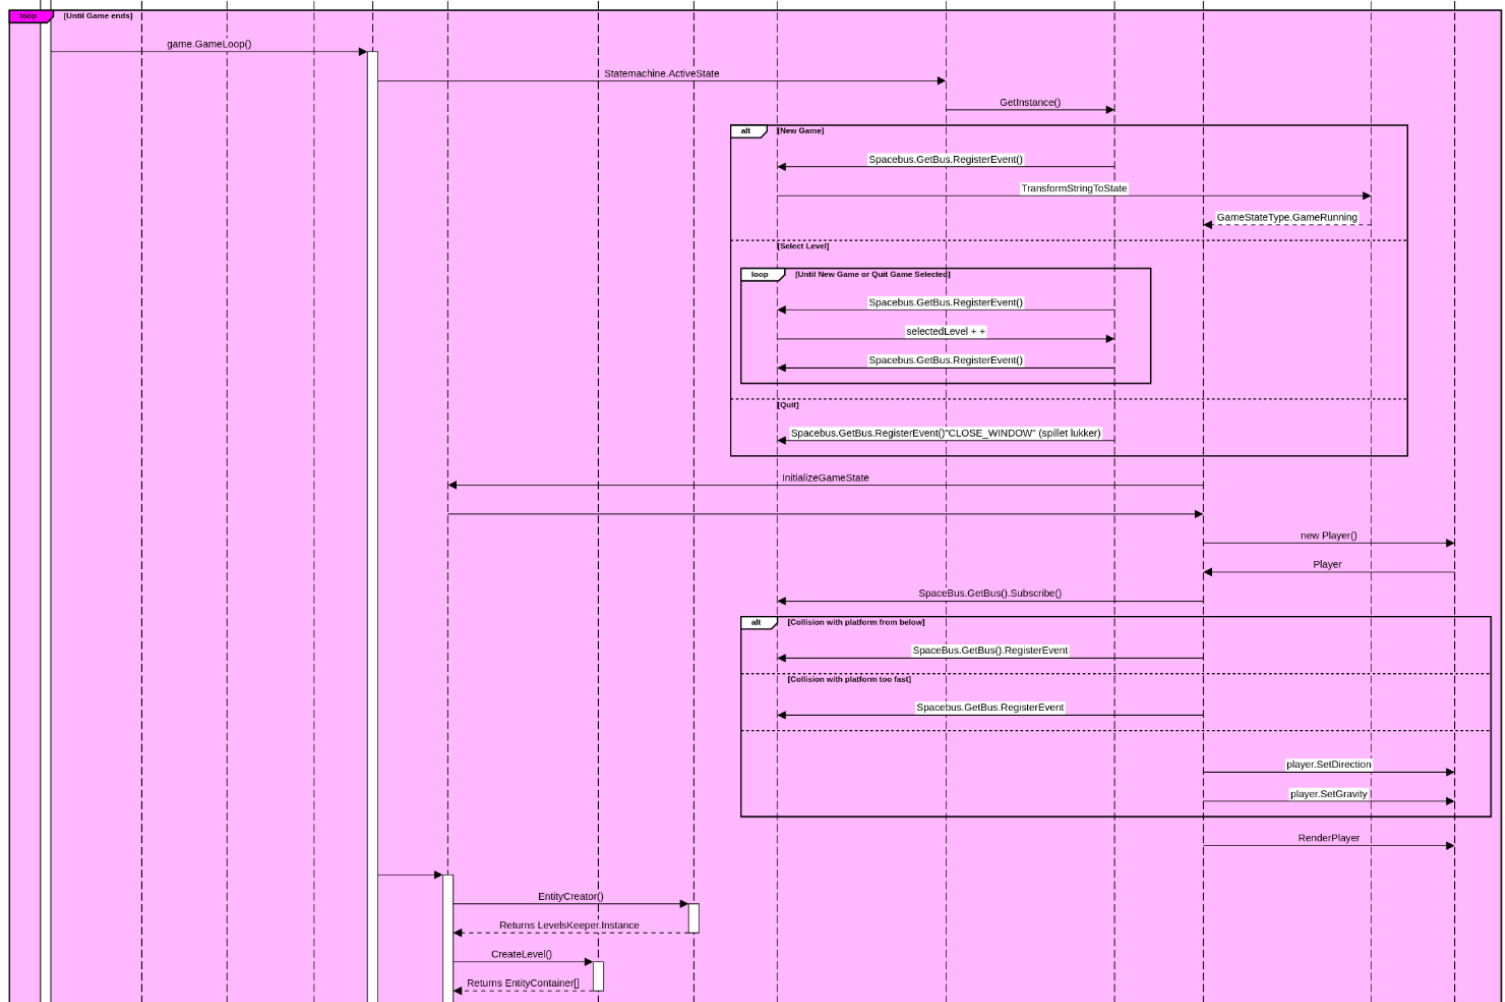 loop [Until Game ends]
game.GameLoop()
Statemachine.ActiveState
GetInstance()
alt [New Game]
Spacebus.GetBus.RegisterEvent()
TransformStringToState
GameStateType.GameRunning
[Select Level]
loop [Until New Game or Quit Game Selected]
Spacebus.GetBus.RegisterEvent()
selectedLevel + +
Spacebus.GetBus.RegisterEvent()
[Quit]
Spacebus.GetBus.RegisterEvent()"CLOSE_WINDOW" (spillet lukker)
InitializeGameState
new Player()
Player
SpaceBus.GetBus().Subscribe()
alt [Collision with platform from below]
SpaceBus.GetBus().RegisterEvent
[Collision with platform too fast]
Spacebus.GetBus.RegisterEvent
player.SetDirection
player.SetGravity
RenderPlayer
EntityCreator()
Returns LevelsKeeper.Instance
CreateLevel()
Returns EntityContainer[]